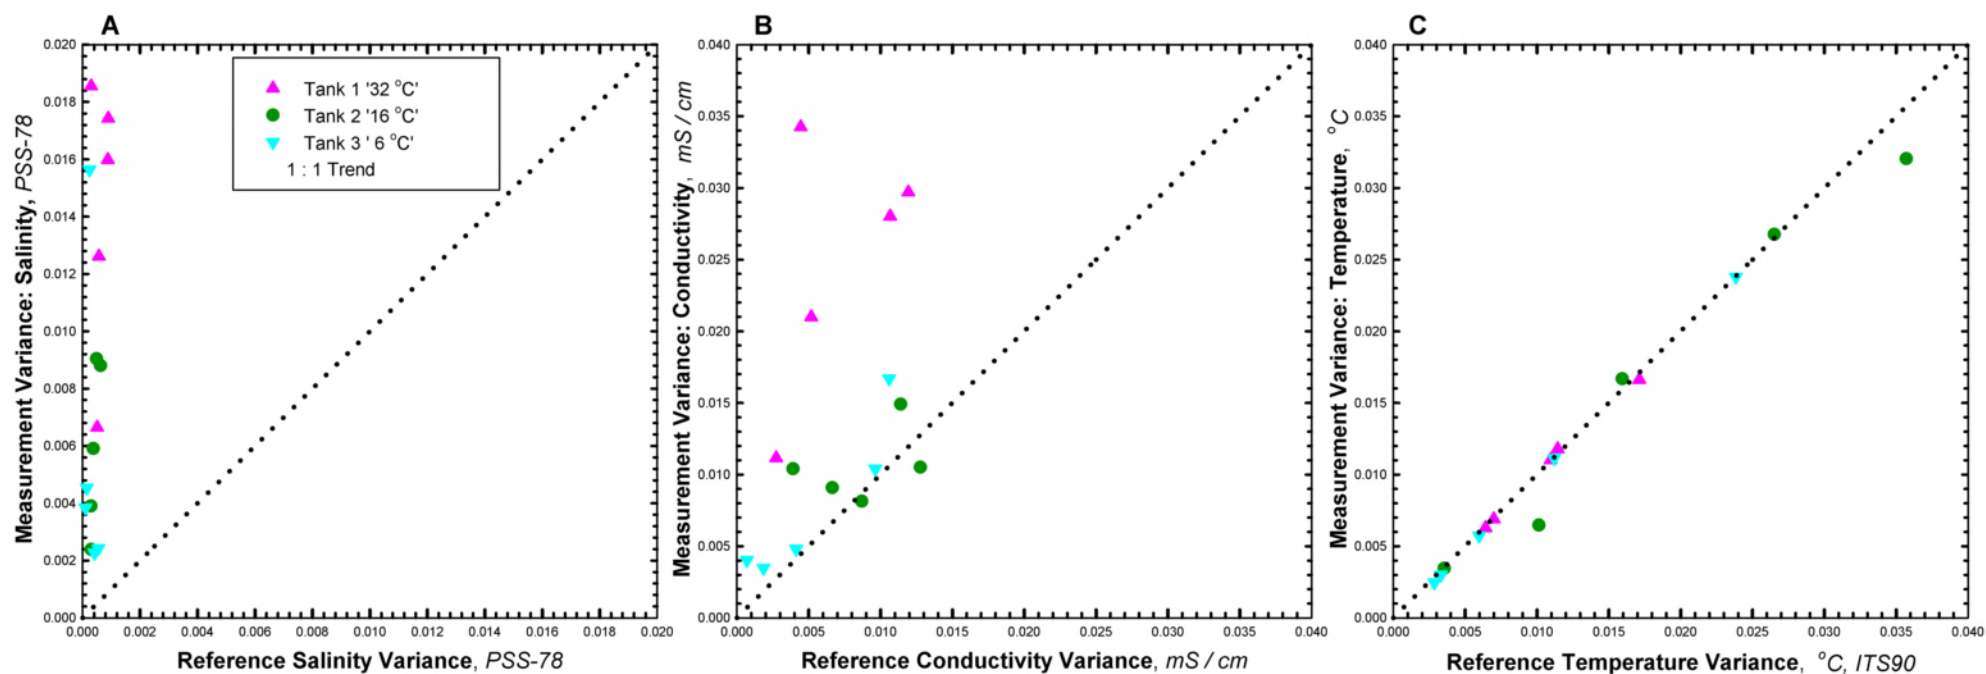 A
Measurement Variance: Salinity, PSS-78
0.020
0.018
0.016
0.014
0.012
0.010
0.008
0.006
0.004
0.002
0.000
Tank 1 '32 °C'
Tank 2 '16 °C'
Tank 3 ' 6 °C'
1 : 1 Trend
0.000 0.002 0.004 0.006 0.008 0.010 0.012 0.014 0.016 0.018 0.020
Reference Salinity Variance, PSS-78
B
Measurement Variance: Conductivity, mS / cm
0.040
0.035
0.030
0.025
0.020
0.015
0.010
0.005
0.000
0.000 0.005 0.010 0.015 0.020 0.025 0.030 0.035 0.040
Reference Conductivity Variance, mS / cm
C
Measurement Variance: Temperature, °C
0.040
0.035
0.030
0.025
0.020
0.015
0.010
0.005
0.000
0.000 0.005 0.010 0.015 0.020 0.025 0.030 0.035 0.040
Reference Temperature Variance, °C, ITS90